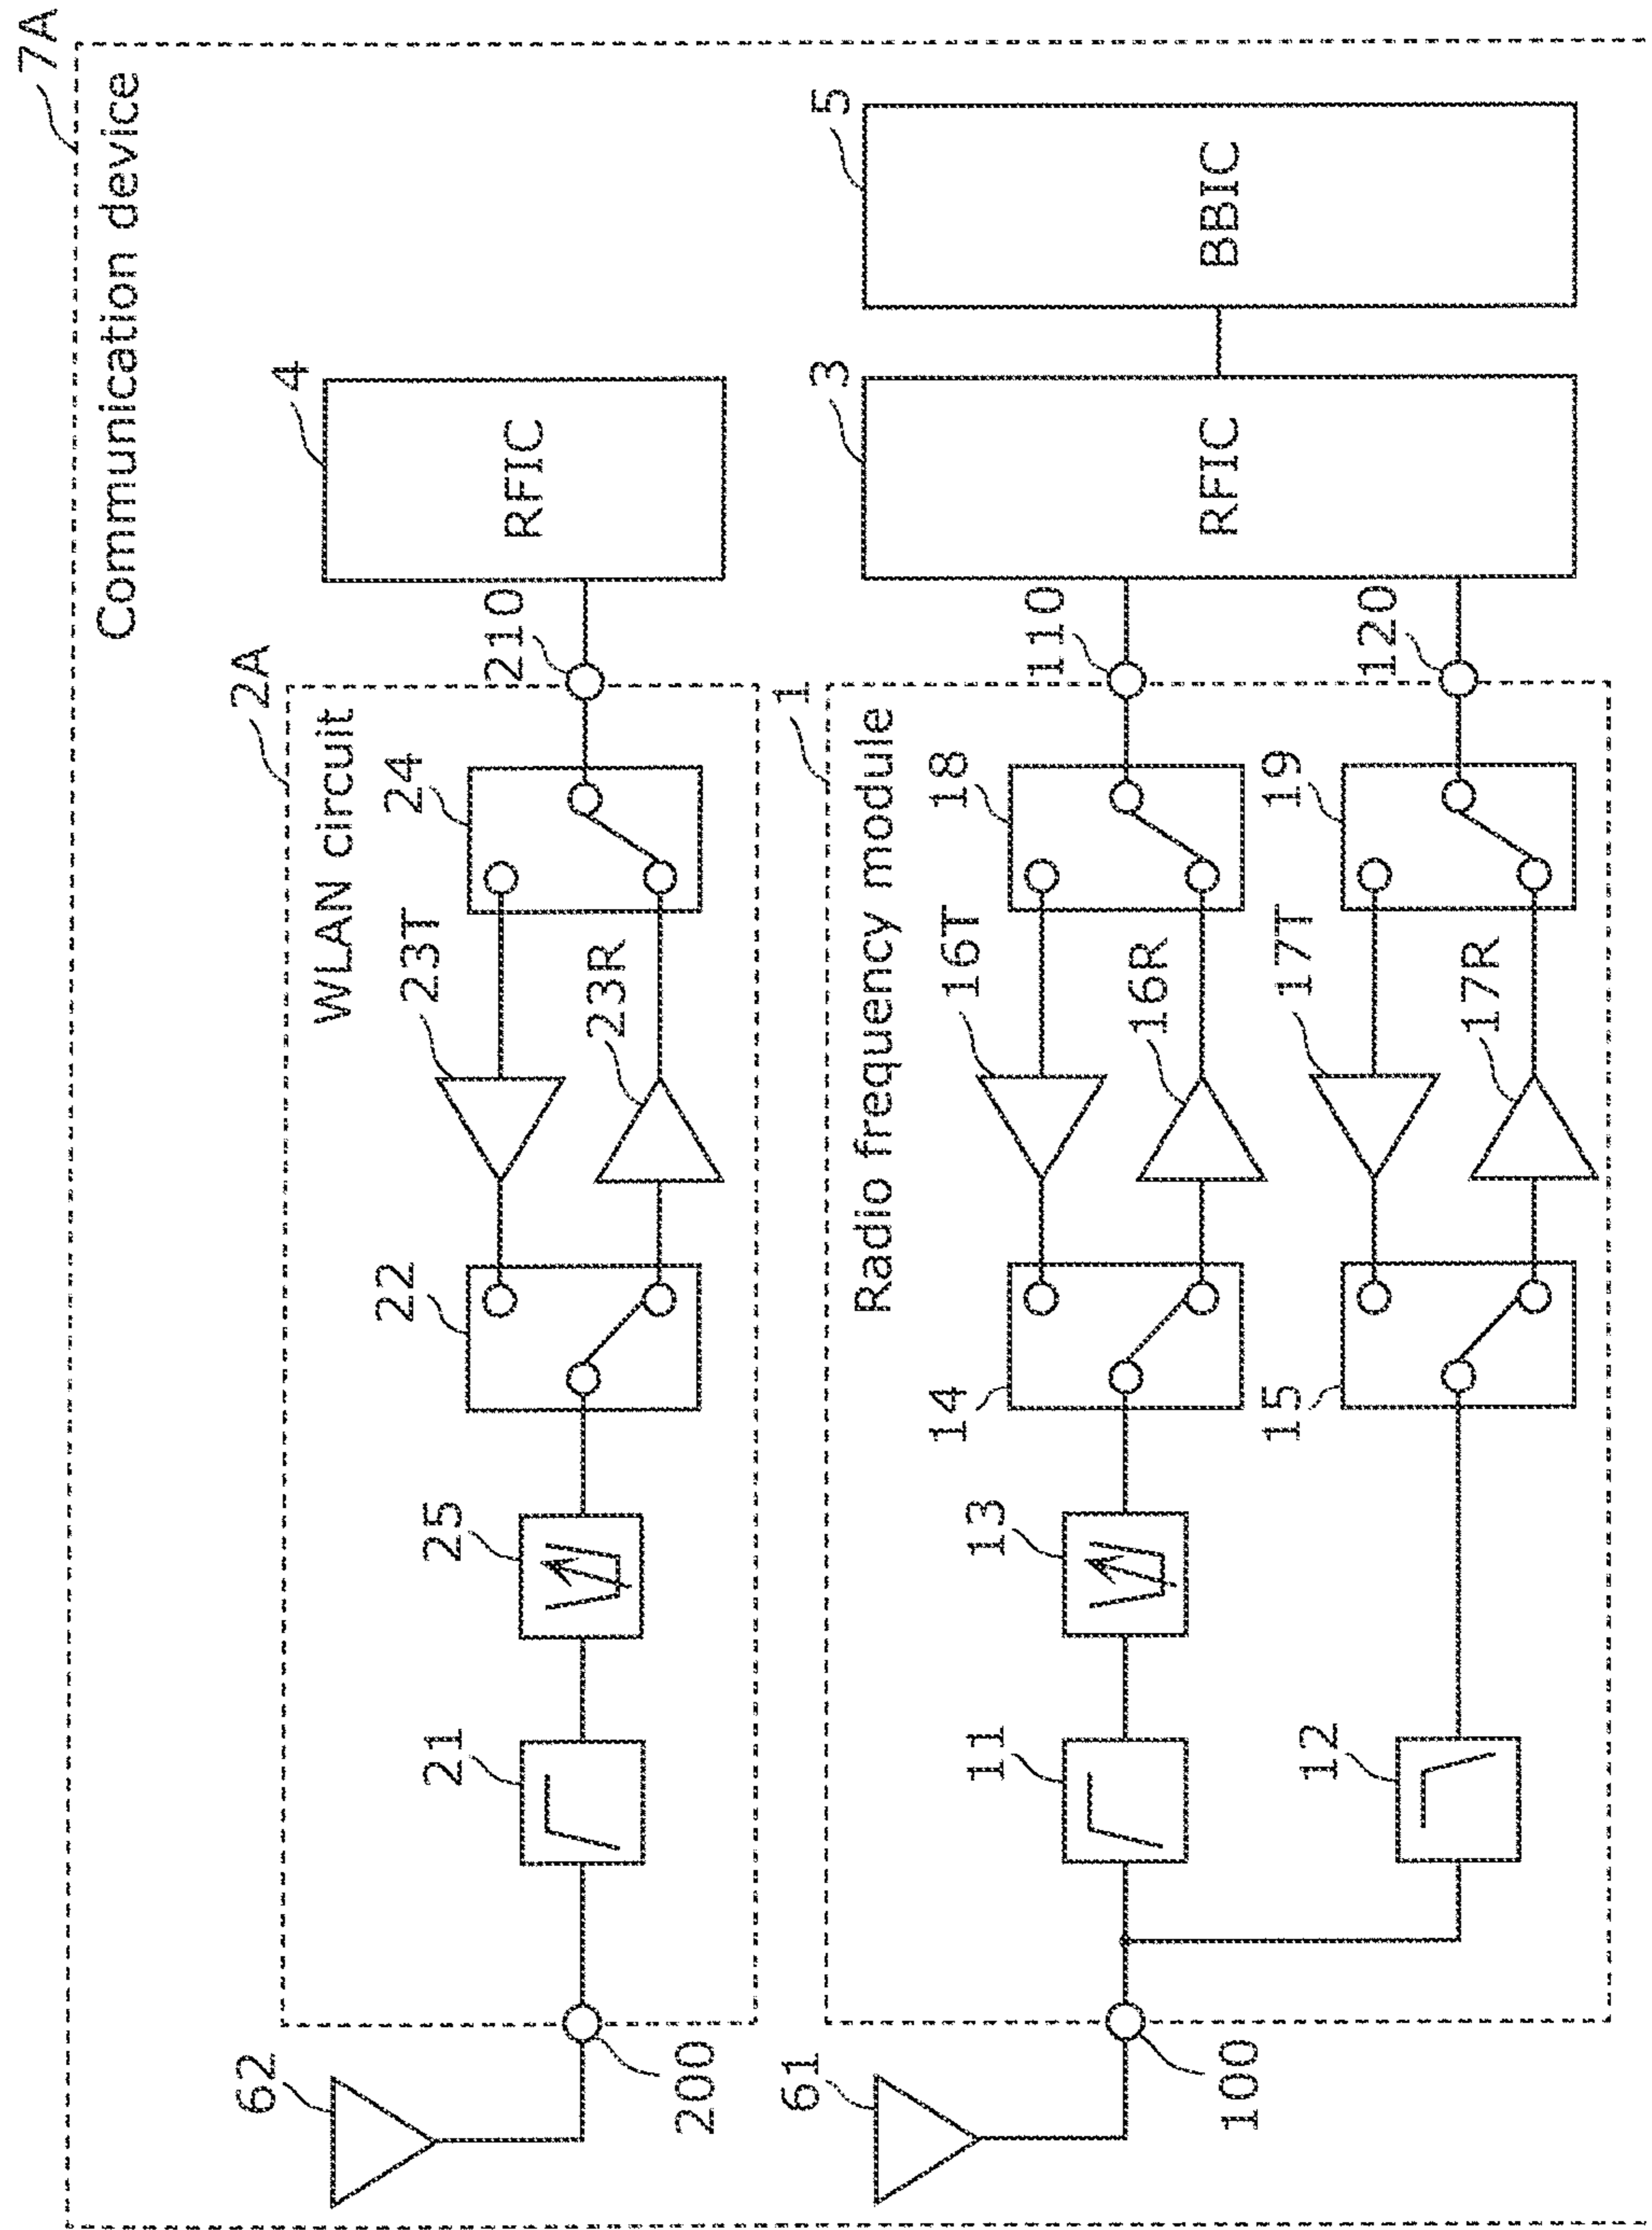 7A
Communication device
2A
WLAN circuit
62
200
21
25
22
23T
23R
24
210
4
RFIC
1
Radio frequency module
61
100
11
13
14
16T
16R
18
110
12
15
17T
17R
19
120
3
RFIC
5
BBIC